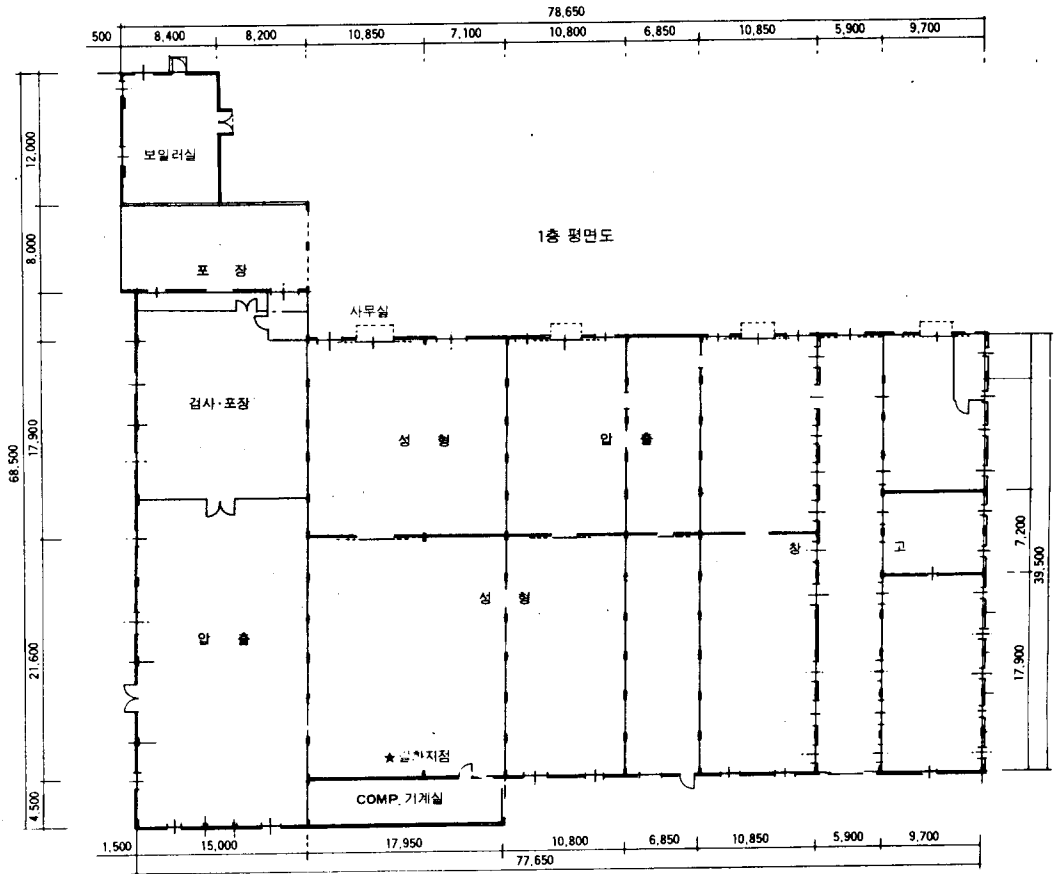 78,650
500 8,400 8,200 10,850 7,100 10,800 6,850 10,850 5,900 9,700
보일러실
12,000
8,000
1층 평면도
포 장
사무실
검사·포장
성 형
압 출
17,900
68,500
7,200
39,500
창 고
성 형
압 출
21,600
17,900
★발화지점
COMP. 기계실
4,500
1,500 15,000 17,950 10,800 6,850 10,850 5,900 9,700
77,650